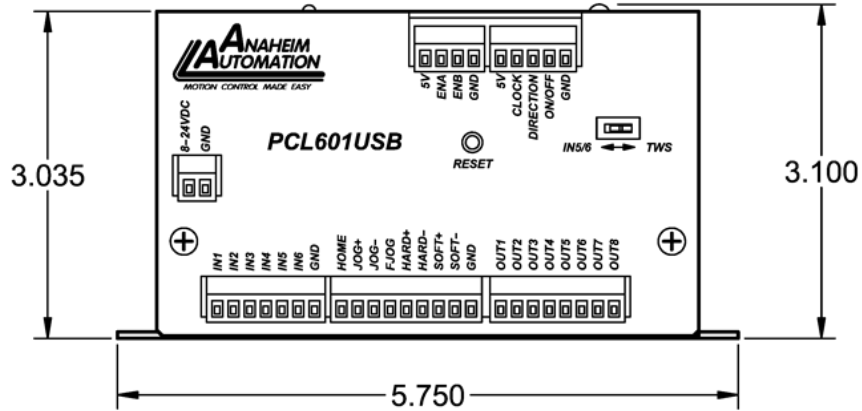 ANAHEIM
AUTOMATION
MOTION CONTROL MADE EASY
5V ENA ENB GND
5V CLOCK DIRECTION ON/OFF GND
8-24VDC GND
PCL601USB
RESET
IN5/6 TWS
3.035
3.100
IN1 IN2 IN3 IN4 IN5 IN6 GND
HOME JOG+ JOG- FJOG HARD+ HARD- SOFT+ SOFT- GND
OUT1 OUT2 OUT3 OUT4 OUT5 OUT6 OUT7 OUT8
5.750